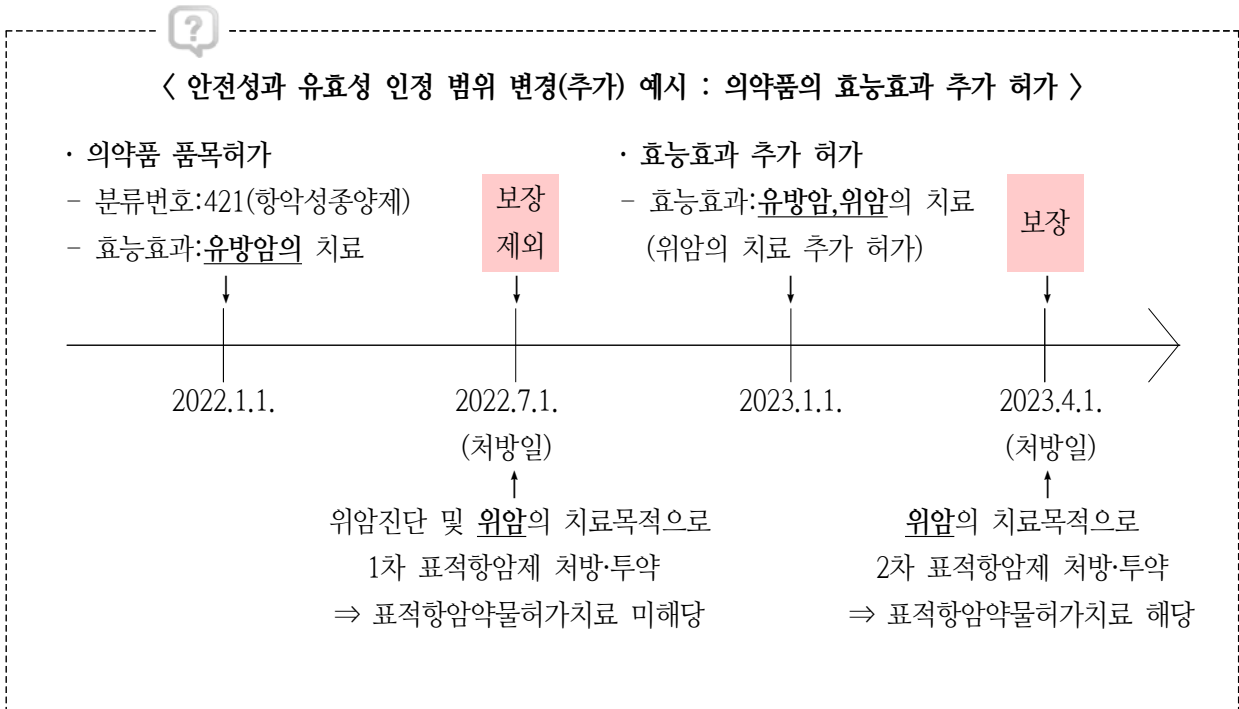 ?
〈 안전성과 유효성 인정 범위 변경(추가) 예시 : 의약품의 효능효과 추가 허가 〉
· 의약품 품목허가
- 분류번호:421(항악성종양제)
- 효능효과:유방암의 치료
보장
제외
· 효능효과 추가 허가
- 효능효과:유방암,위암의 치료
(위암의 치료 추가 허가)
보장
2022.1.1.
2022.7.1.
(처방일)
2023.1.1.
2023.4.1.
(처방일)
위암진단 및 위암의 치료목적으로
1차 표적항암제 처방·투약
⇒ 표적항암약물허가치료 미해당
위암의 치료목적으로
2차 표적항암제 처방·투약
⇒ 표적항암약물허가치료 해당